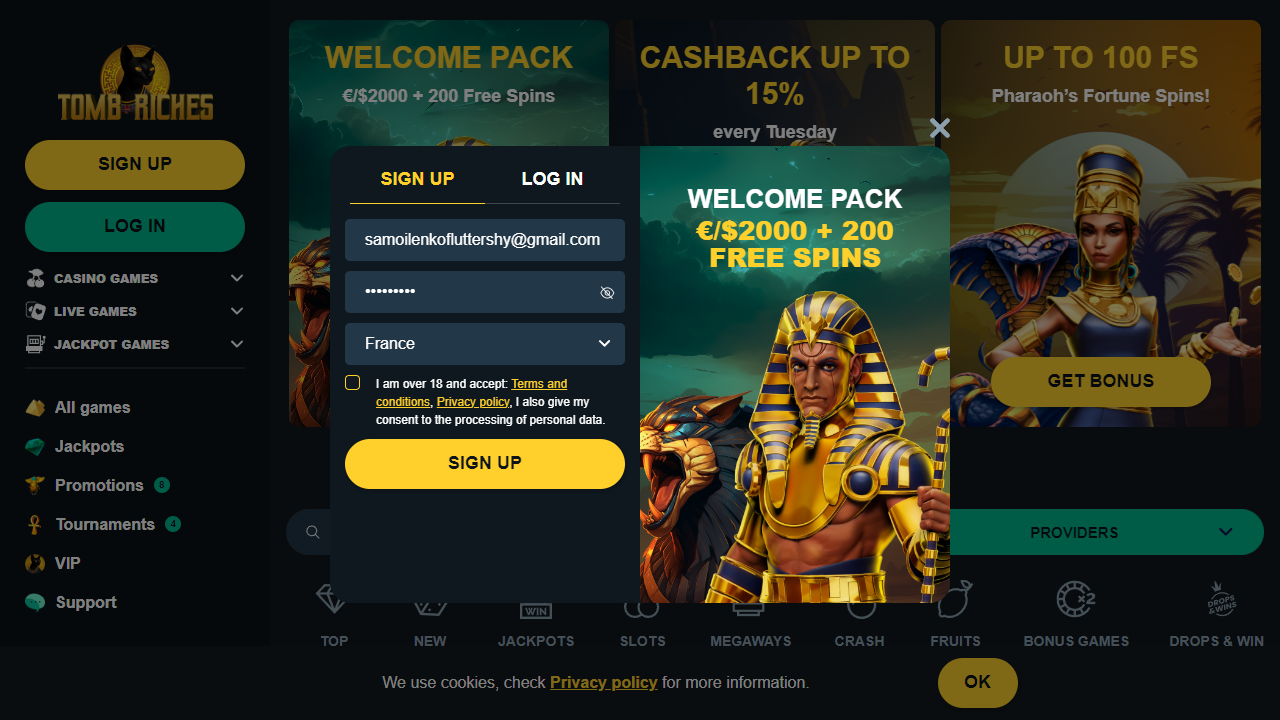 TOMB RICHES
SIGN UP
LOG IN
CASINO GAMES
LIVE GAMES
JACKPOT GAMES
All games
Jackpots
Promotions 8
Tournaments 4
VIP
Support
WELCOME PACK
€/$2000 + 200 Free Spins
CASHBACK UP TO
15%
every Tuesday
UP TO 100 FS
Pharaoh’s Fortune Spins!
GET BONUS
SIGN UP LOG IN
samoilenkofluttershy@gmail.com
•••••••••
France
I am over 18 and accept: Terms and
conditions, Privacy policy, I also give my
consent to the processing of personal data.
SIGN UP
WELCOME PACK
€/$2000 + 200
FREE SPINS
PROVIDERS
WIN
x2
DROPS
&WINS
TOP NEW JACKPOTS SLOTS MEGAWAYS CRASH FRUITS BONUS GAMES DROPS & WIN
We use cookies, check Privacy policy for more information.
OK